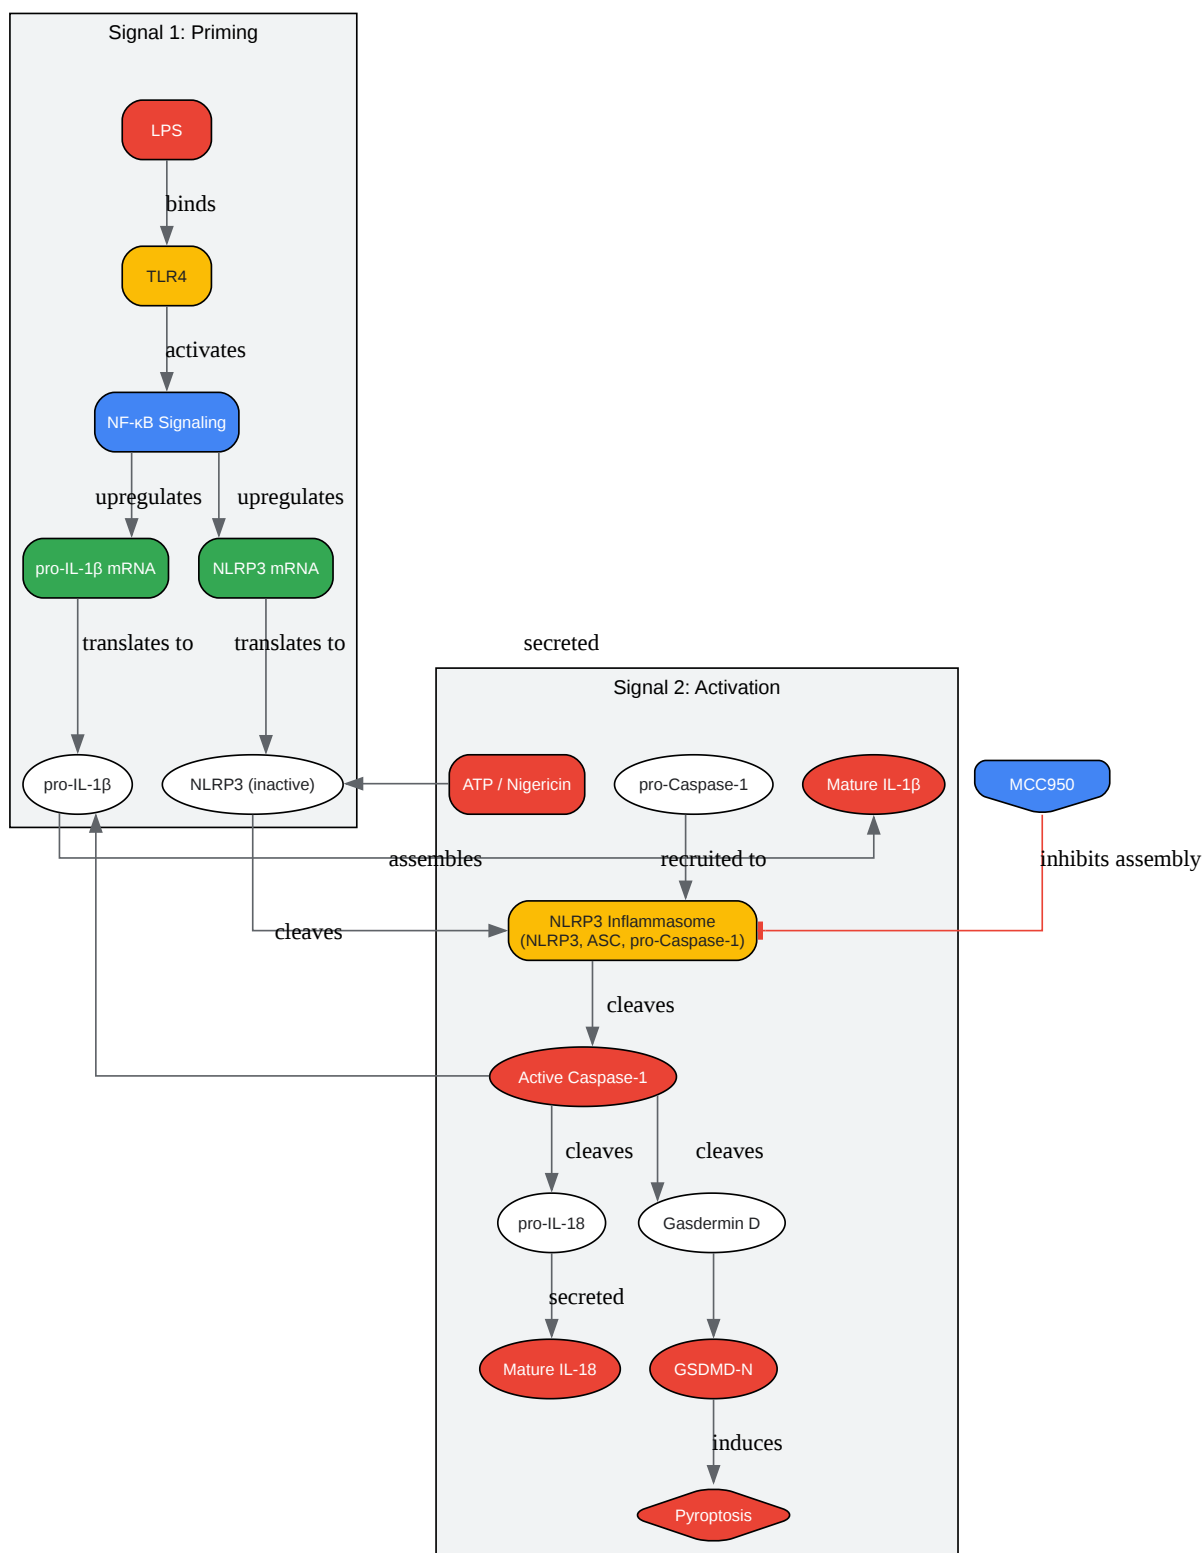 Signal 1: Priming
LPS
binds
TLR4
activates
NF-κB Signaling
upregulates
upregulates
pro-IL-1β mRNA
NLRP3 mRNA
translates to
translates to
secreted
Signal 2: Activation
pro-IL-1β
NLRP3 (inactive)
ATP / Nigericin
pro-Caspase-1
Mature IL-1β
MCC950
assembles
recruited to
inhibits assembly
NLRP3 Inflammasome
(NLRP3, ASC, pro-Caspase-1)
cleaves
cleaves
Active Caspase-1
cleaves
cleaves
pro-IL-18
Gasdermin D
secreted
Mature IL-18
GSDMD-N
induces
Pyroptosis